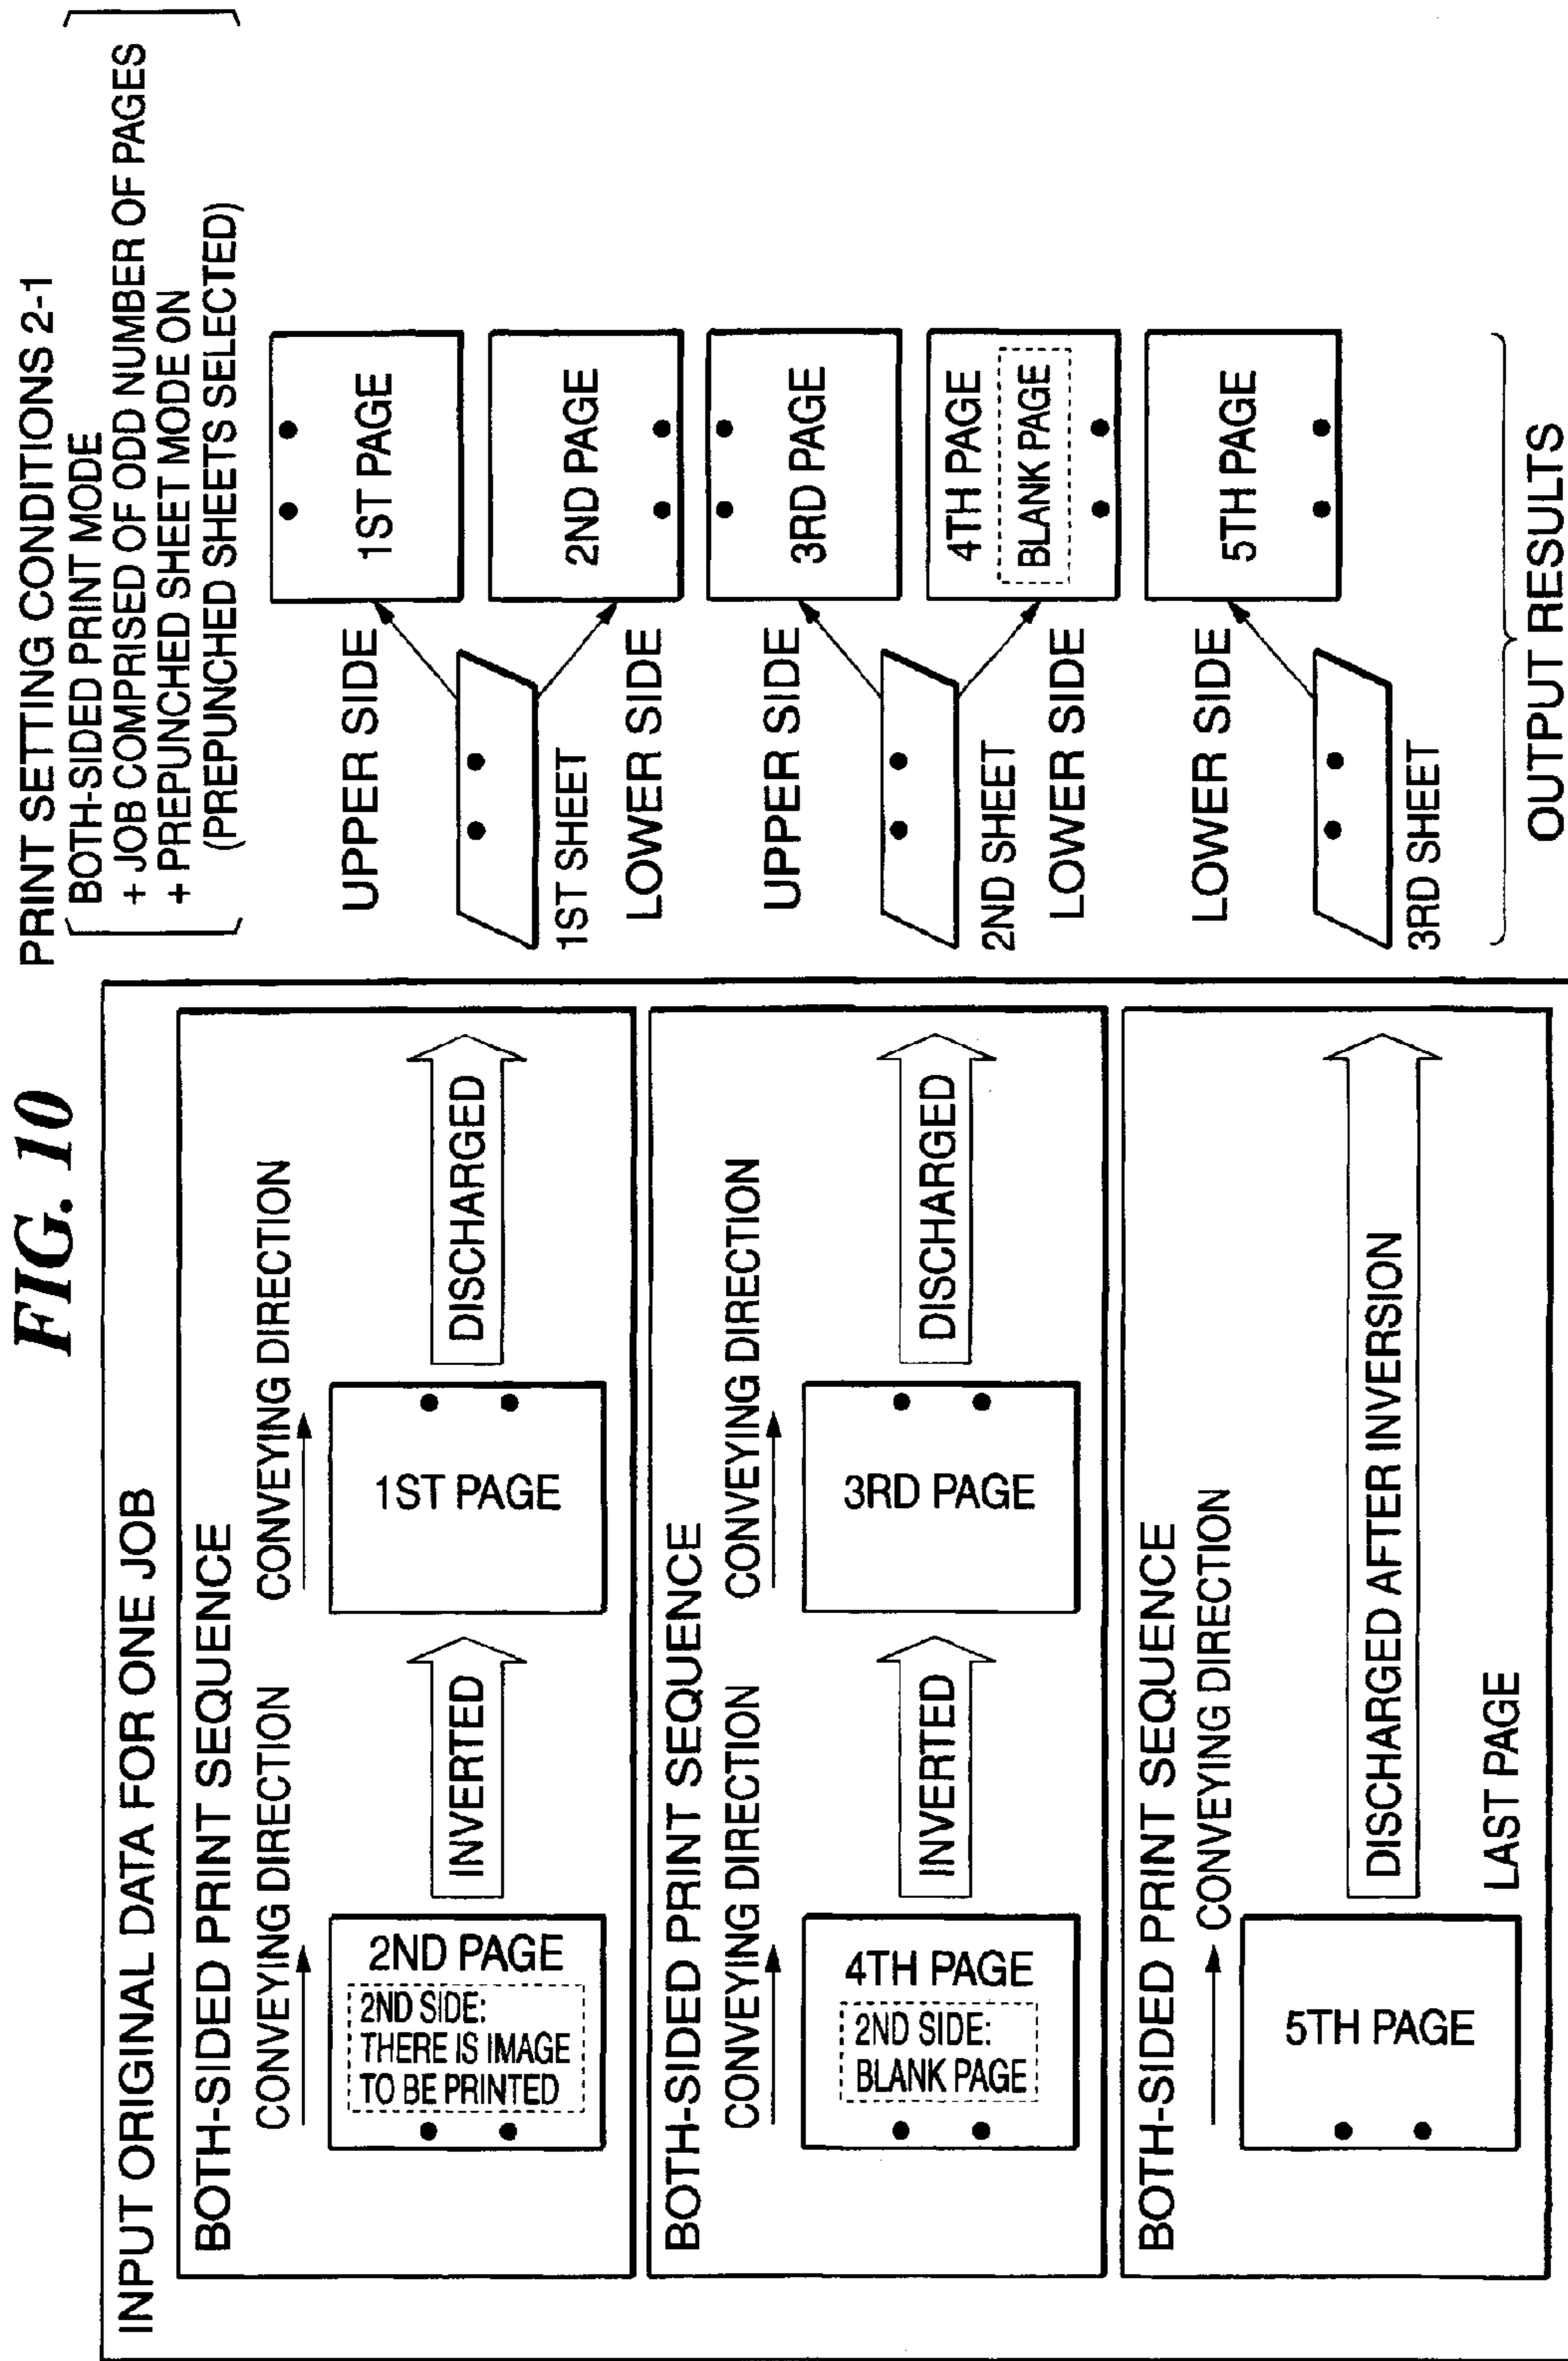 FIG. 10
PRINT SETTING CONDITIONS 2-1
BOTH-SIDED PRINT MODE
+ JOB COMPRISED OF ODD NUMBER OF PAGES
+ PREPUNCHED SHEET MODE ON
(PREPUNCHED SHEETS SELECTED)
INPUT ORIGINAL DATA FOR ONE JOB
BOTH-SIDED PRINT SEQUENCE
CONVEYING DIRECTION
CONVEYING DIRECTION
2ND PAGE
2ND SIDE:
THERE IS IMAGE
TO BE PRINTED
INVERTED
1ST PAGE
DISCHARGED
BOTH-SIDED PRINT SEQUENCE
CONVEYING DIRECTION
CONVEYING DIRECTION
4TH PAGE
2ND SIDE:
BLANK PAGE
INVERTED
3RD PAGE
DISCHARGED
BOTH-SIDED PRINT SEQUENCE
CONVEYING DIRECTION
5TH PAGE
DISCHARGED AFTER INVERSION
LAST PAGE
UPPER SIDE
1ST PAGE
1ST SHEET
LOWER SIDE
2ND PAGE
UPPER SIDE
3RD PAGE
2ND SHEET
LOWER SIDE
4TH PAGE
BLANK PAGE
LOWER SIDE
5TH PAGE
3RD SHEET
OUTPUT RESULTS